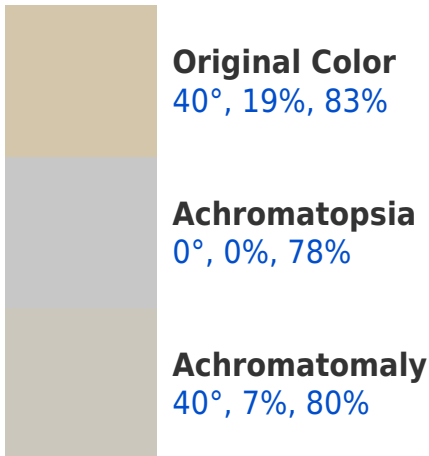 Original Color
40°, 19%, 83%
Achromatopsia
0°, 0%, 78%
Achromatomaly
40°, 7%, 80%